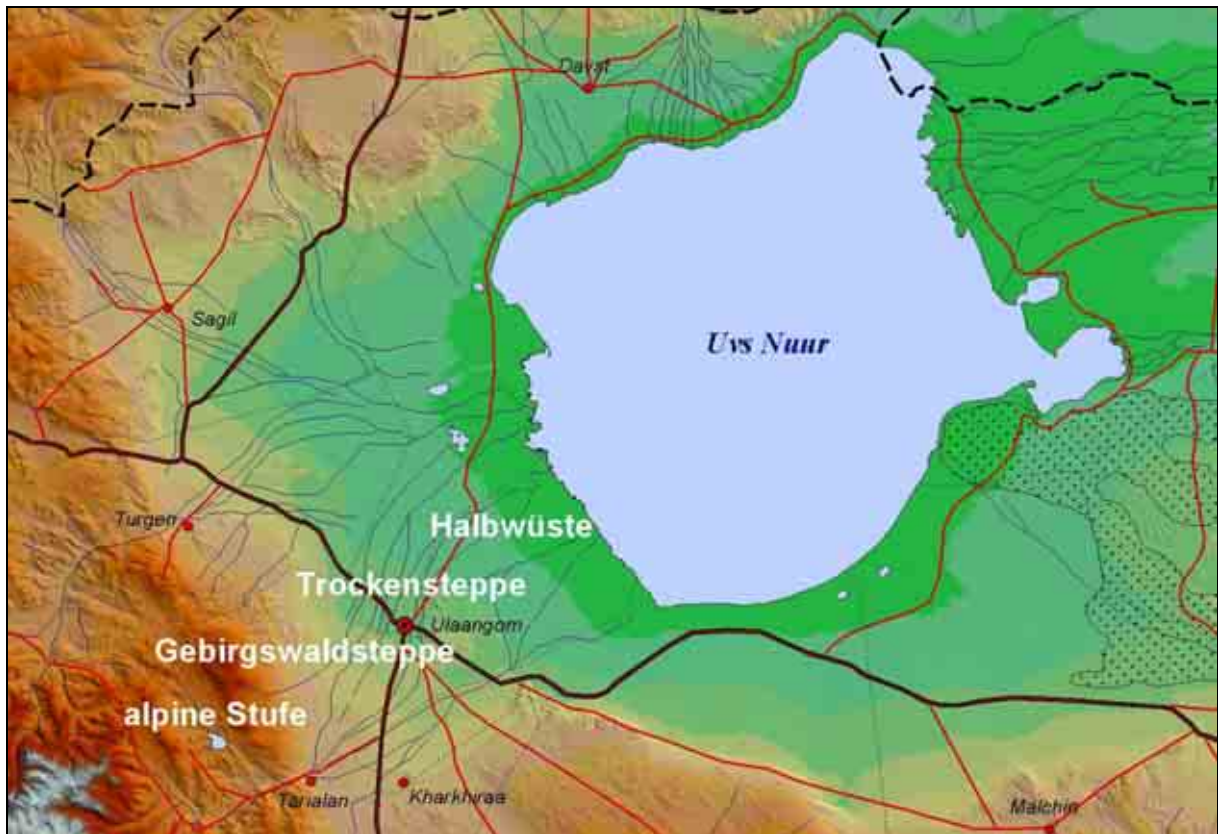 Davst
Sagil
Uvs Nuur
T
Turgen
Halbwüste
Trockensteppe
Ulaangom
Gebirgswaldsteppe
alpine Stufe
Tarialan
Kharkhiraa
Malchin